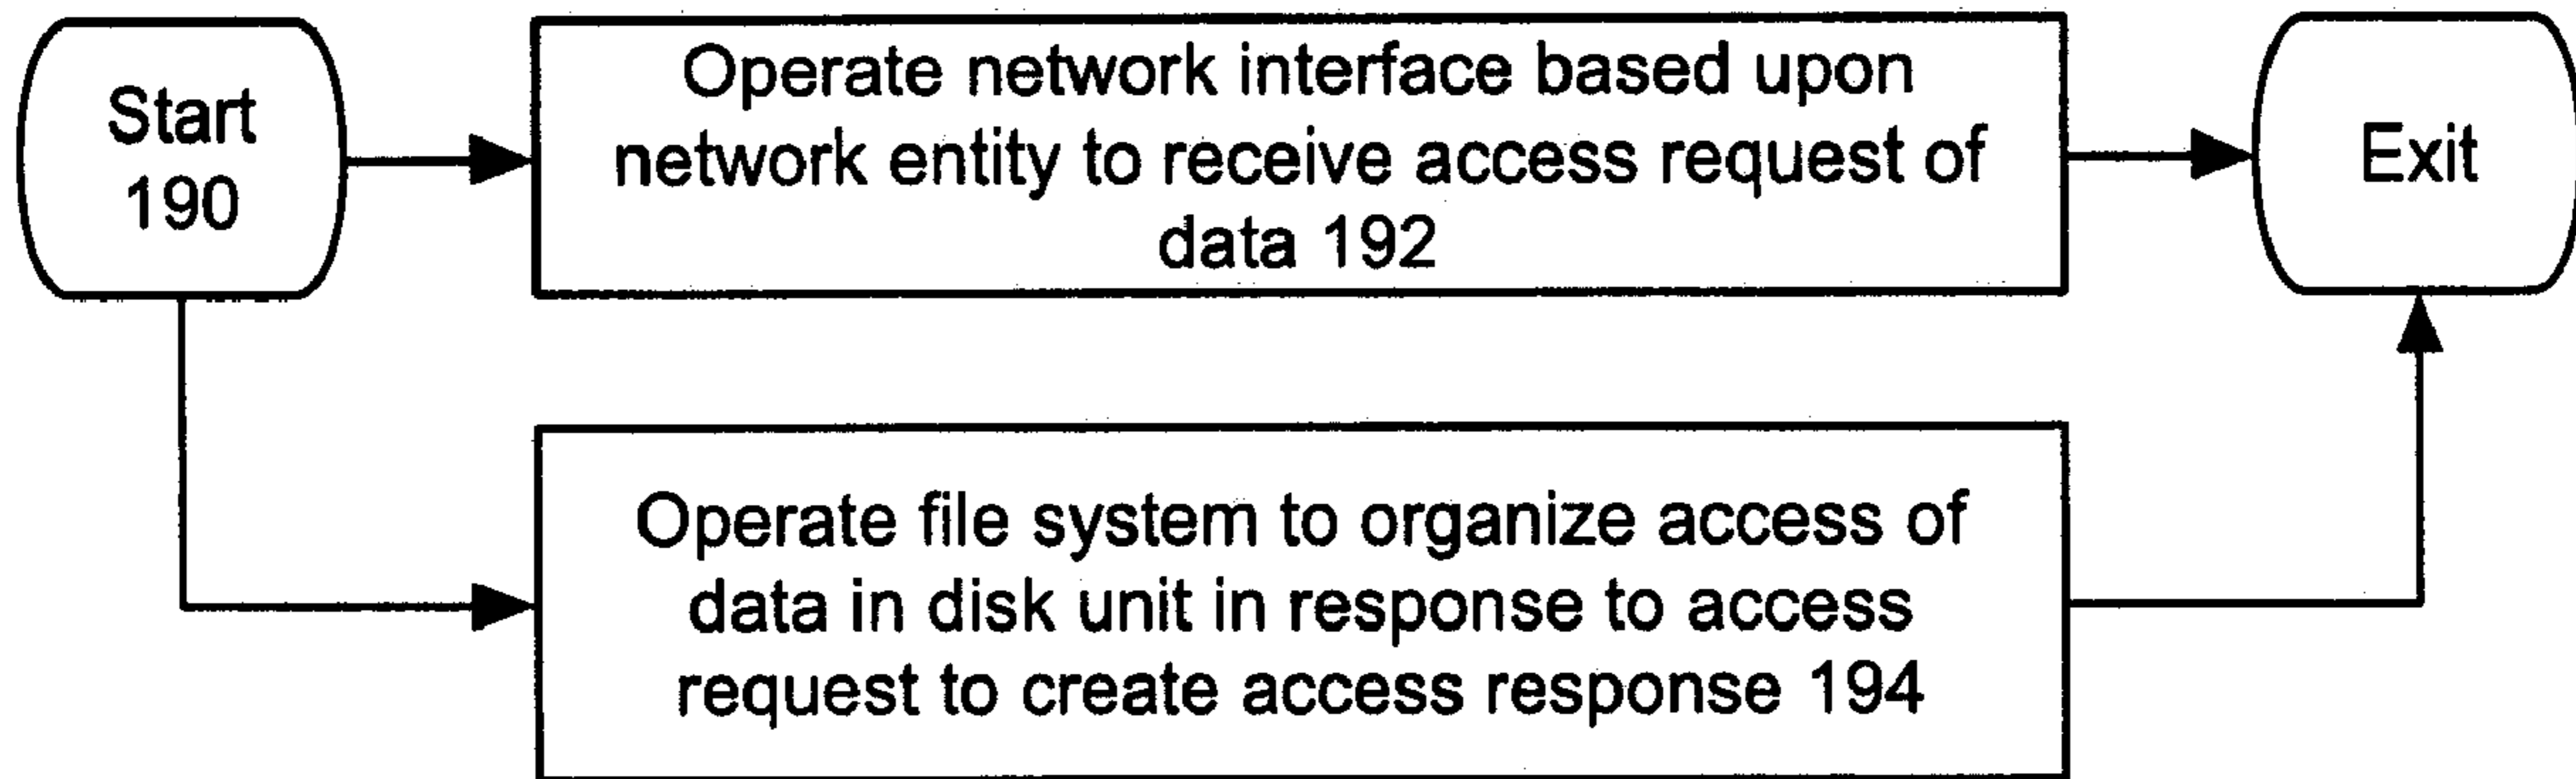 Start
190
Operate network interface based upon
network entity to receive access request of
data 192
Exit
Operate file system to organize access of
data in disk unit in response to access
request to create access response 194